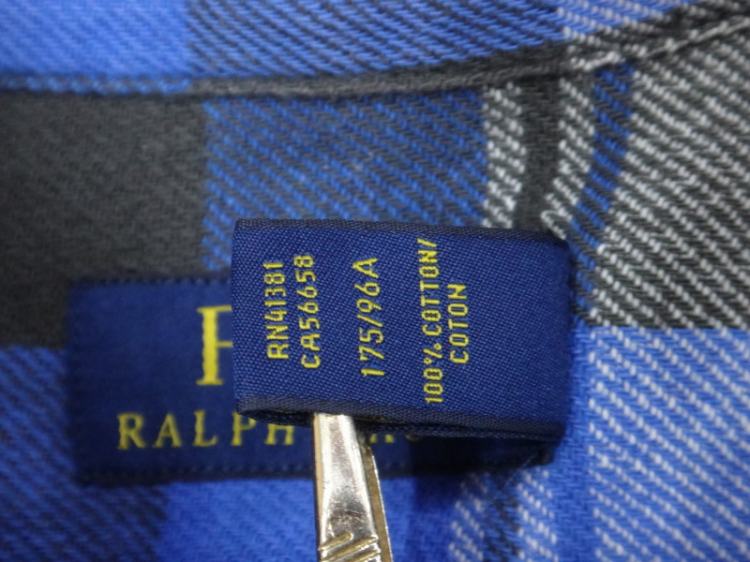 RN41381
CA56658
175/96A
100% COTTON/
COTON
P
RALPH